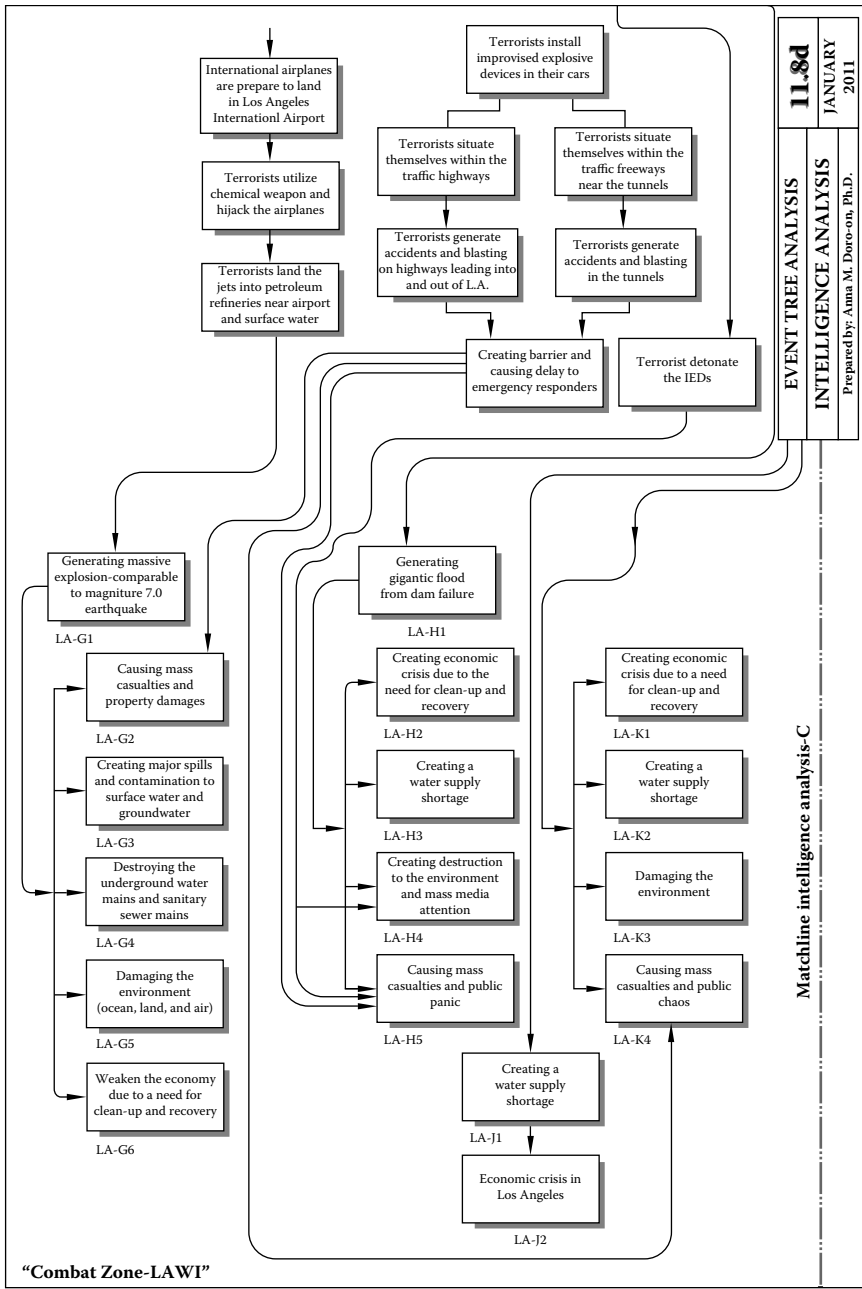 International airplanes
are prepare to land
in Los Angeles
Internationl Airport
Terrorists utilize
chemical weapon and
hijack the airplanes
Terrorists land the
jets into petroleum
refineries near airport
and surface water
Terrorists install
improvised explosive
devices in their cars
Terrorists situate
themselves within the
traffic highways
Terrorists situate
themselves within the
traffic freeways
near the tunnels
Terrorists generate
accidents and blasting
on highways leading into
and out of L.A.
Terrorists generate
accidents and blasting
in the tunnels
Creating barrier and
causing delay to
emergency responders
Terrorist detonate
the IEDs
EVENT TREE ANALYSIS
11.8d
INTELLIGENCE ANALYSIS
JANUARY
2011
Prepared by: Anna M. Doro-on, Ph.D.
Generating massive
explosion-comparable
to magniture 7.0
earthquake
LA-G1
Causing mass
casualties and
property damages
LA-G2
Creating major spills
and contamination to
surface water and
groundwater
LA-G3
Destroying the
underground water
mains and sanitary
sewer mains
LA-G4
Damaging the
environment
(ocean, land, and air)
LA-G5
Weaken the economy
due to a need for
clean-up and recovery
LA-G6
Generating
gigantic flood
from dam failure
LA-H1
Creating economic
crisis due to the
need for clean-up and
recovery
LA-H2
Creating a
water supply
shortage
LA-H3
Creating destruction
to the environment
and mass media
attention
LA-H4
Causing mass
casualties and public
panic
LA-H5
Creating economic
crisis due to a need
for clean-up and
recovery
LA-K1
Creating a
water supply
shortage
LA-K2
Damaging the
environment
LA-K3
Causing mass
casualties and public
chaos
LA-K4
Creating a
water supply
shortage
LA-J1
Economic crisis in
Los Angeles
LA-J2
Matchline intelligence analysis-C
“Combat Zone-LAWI”